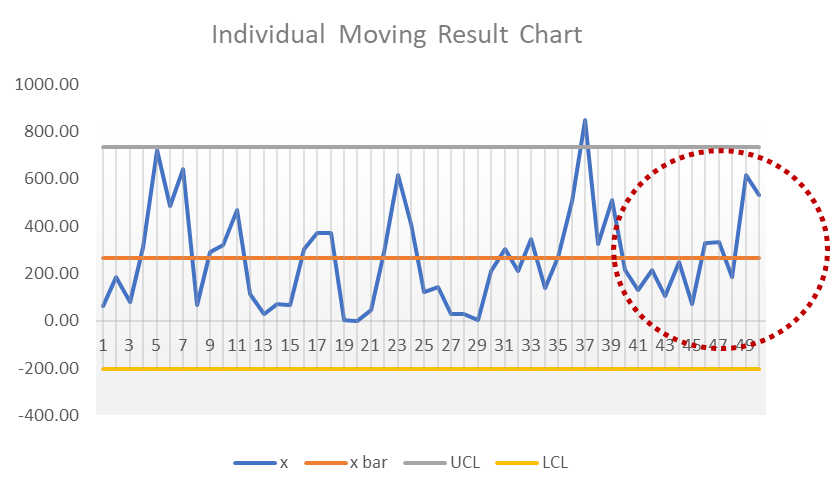 Individual Moving Result Chart
1000.00
800.00
600.00
400.00
200.00
0.00
1 3 5 7 9 11 13 15 17 19 21 23 25 27 29 31 33 35 37 39 41 43 45 47 49
-200.00
-400.00
x x bar UCL LCL